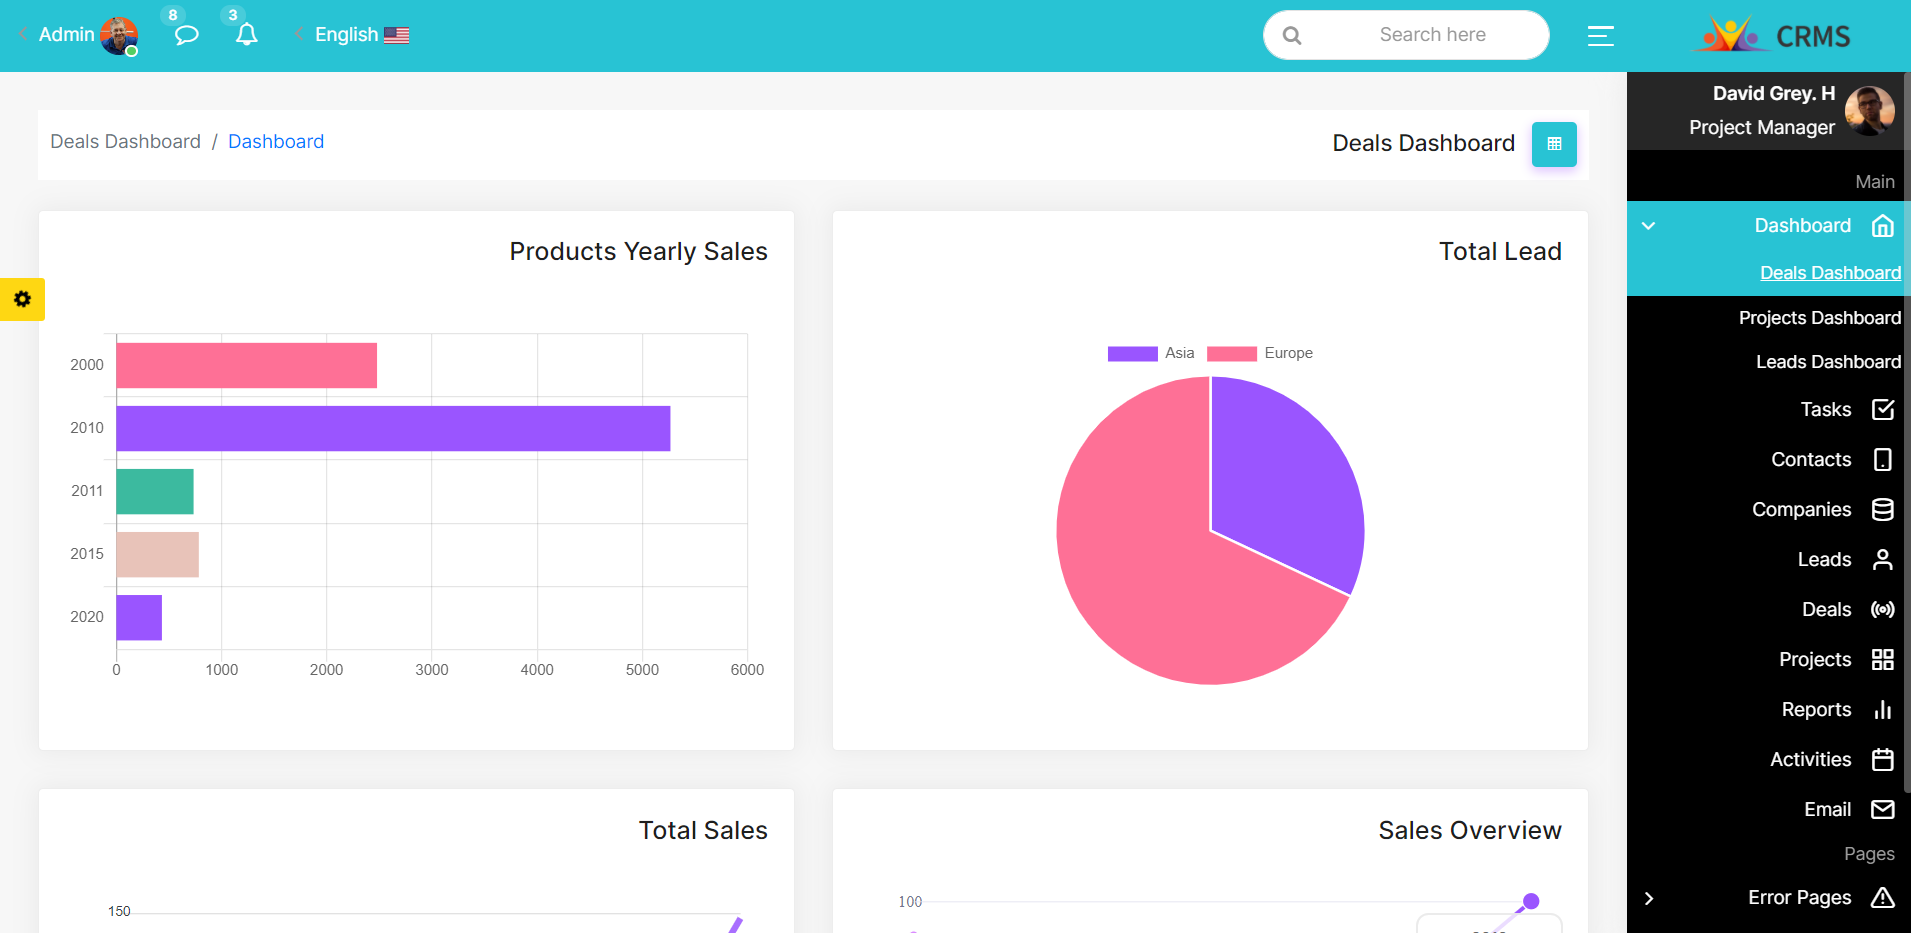 Admin
8
3
English
Search here
CRMS
Deals Dashboard / Dashboard
Deals Dashboard
David Grey. H
Project Manager
Main
Dashboard
Deals Dashboard
Projects Dashboard
Leads Dashboard
Tasks
Contacts
Companies
Leads
Deals
Projects
Reports
Activities
Email
Pages
Error Pages
Products Yearly Sales
2000
2010
2011
2015
2020
0 1000 2000 3000 4000 5000 6000
Total Lead
Asia Europe
Total Sales
150
Sales Overview
100